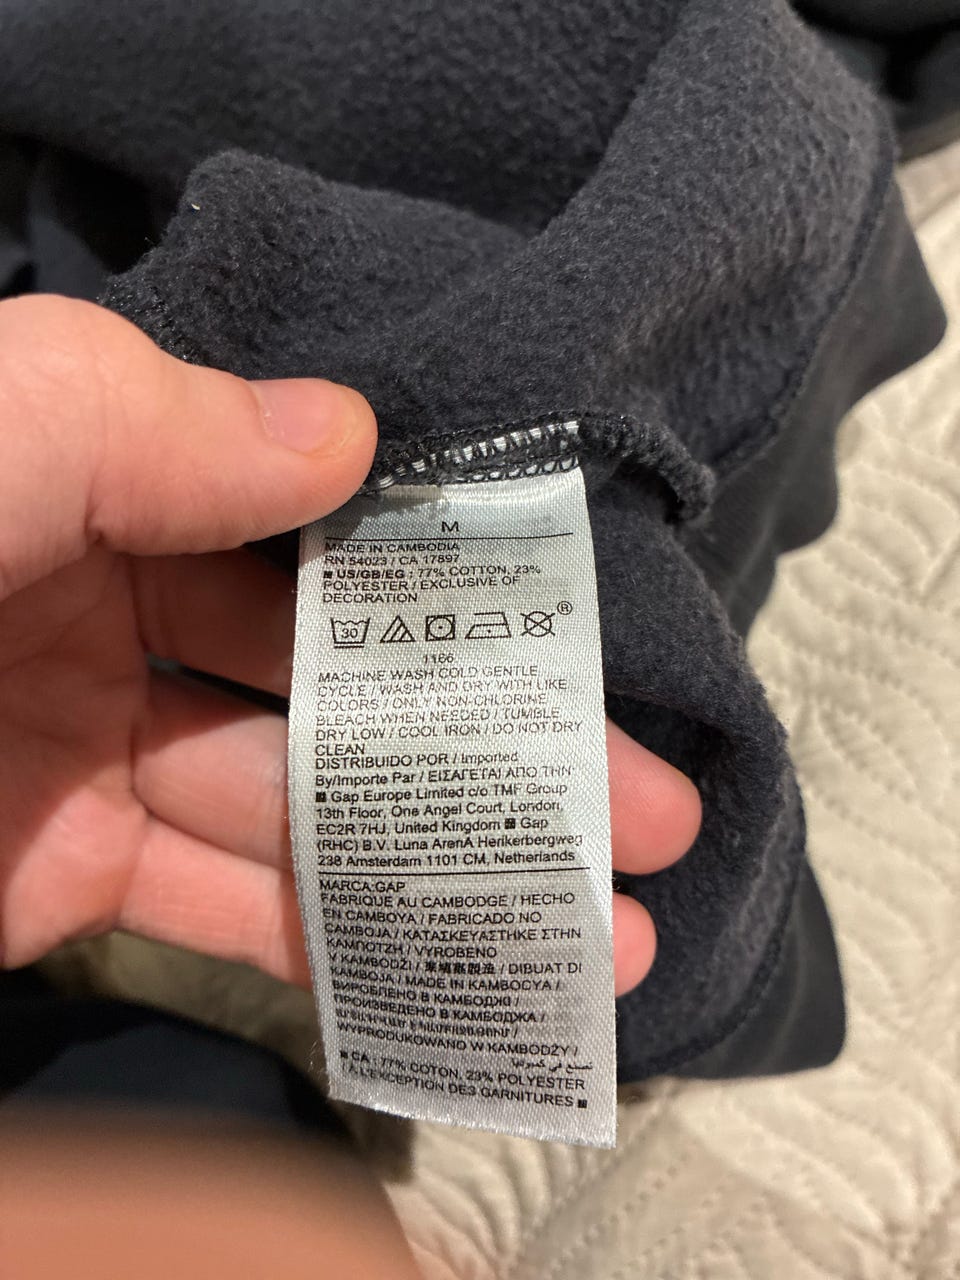 M
MADE IN CAMBODIA
RN 54023 / CA 17897
US/GB/EG : 77% COTTON, 23%
POLYESTER / EXCLUSIVE OF
DECORATION
30 ®
1166
MACHINE WASH COLD GENTLE
CYCLE / WASH AND DRY WITH LIKE
COLORS / ONLY NON-CHLORINE
BLEACH WHEN NEEDED / TUMBLE
DRY LOW / COOL IRON / DO NOT DRY
CLEAN
DISTRIBUIDO POR / Imported
By/Importe Par / ΕΙΣΑΓΕΤΑΙ ΑΠΟ ΤΗΝ
Gap Europe Limited c/o TMF Group
13th Floor, One Angel Court, London,
EC2R 7HJ, United Kingdom Gap
(RHC) B.V. Luna ArenA Herikerbergweg
238 Amsterdam 1101 CM, Netherlands
MARCA:GAP
FABRIQUE AU CAMBODGE / HECHO
EN CAMBOYA / FABRICADO NO
CAMBOJA / ΚΑΤΑΣΚΕΥΑΣΤΗΚΕ ΣΤΗΝ
ΚΑΜΠΟΤΖΗ / VYROBENO
V KAMBODŽI / 柬埔寨製造 / DIBUAT DI
KAMBOJA / MADE IN KAMBOCYA /
ВИРОБЛЕНО В КАМБОДЖІ /
ПРОИЗВЕДЕНО В КАМБОДЖА /
WYPRODUKOWANO W KAMBODŻY /
صنع في كمبوديا
CA : 77% COTON, 23% POLYESTER
/ À L'EXCEPTION DES GARNITURES